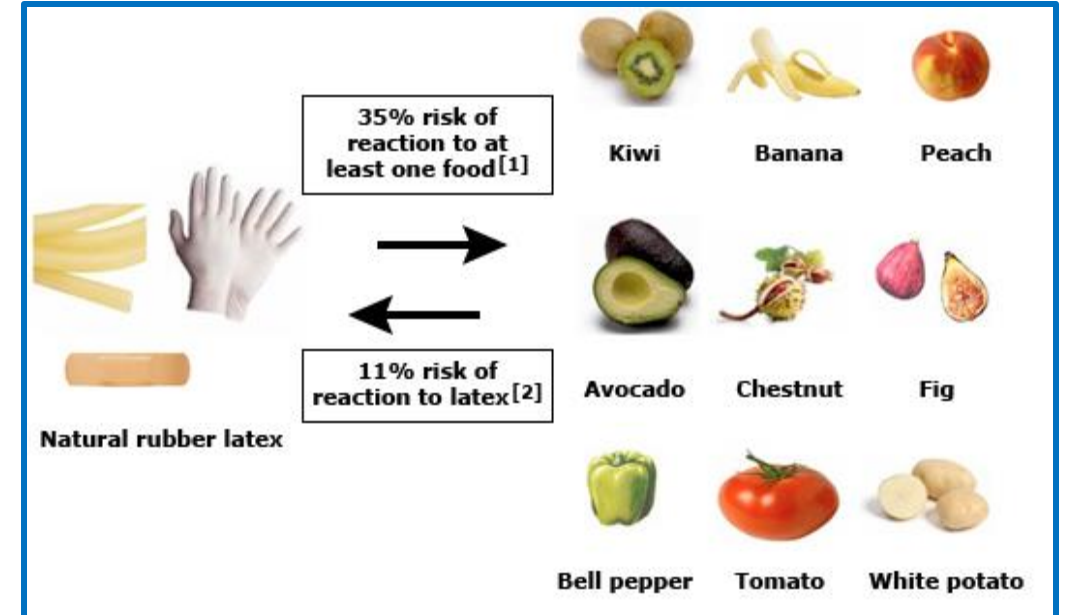 35% risk of
reaction to at
least one food[1]
Kiwi
Banana
Peach
11% risk of
reaction to latex[2]
Natural rubber latex
Avocado
Chestnut
Fig
Bell pepper
Tomato
White potato